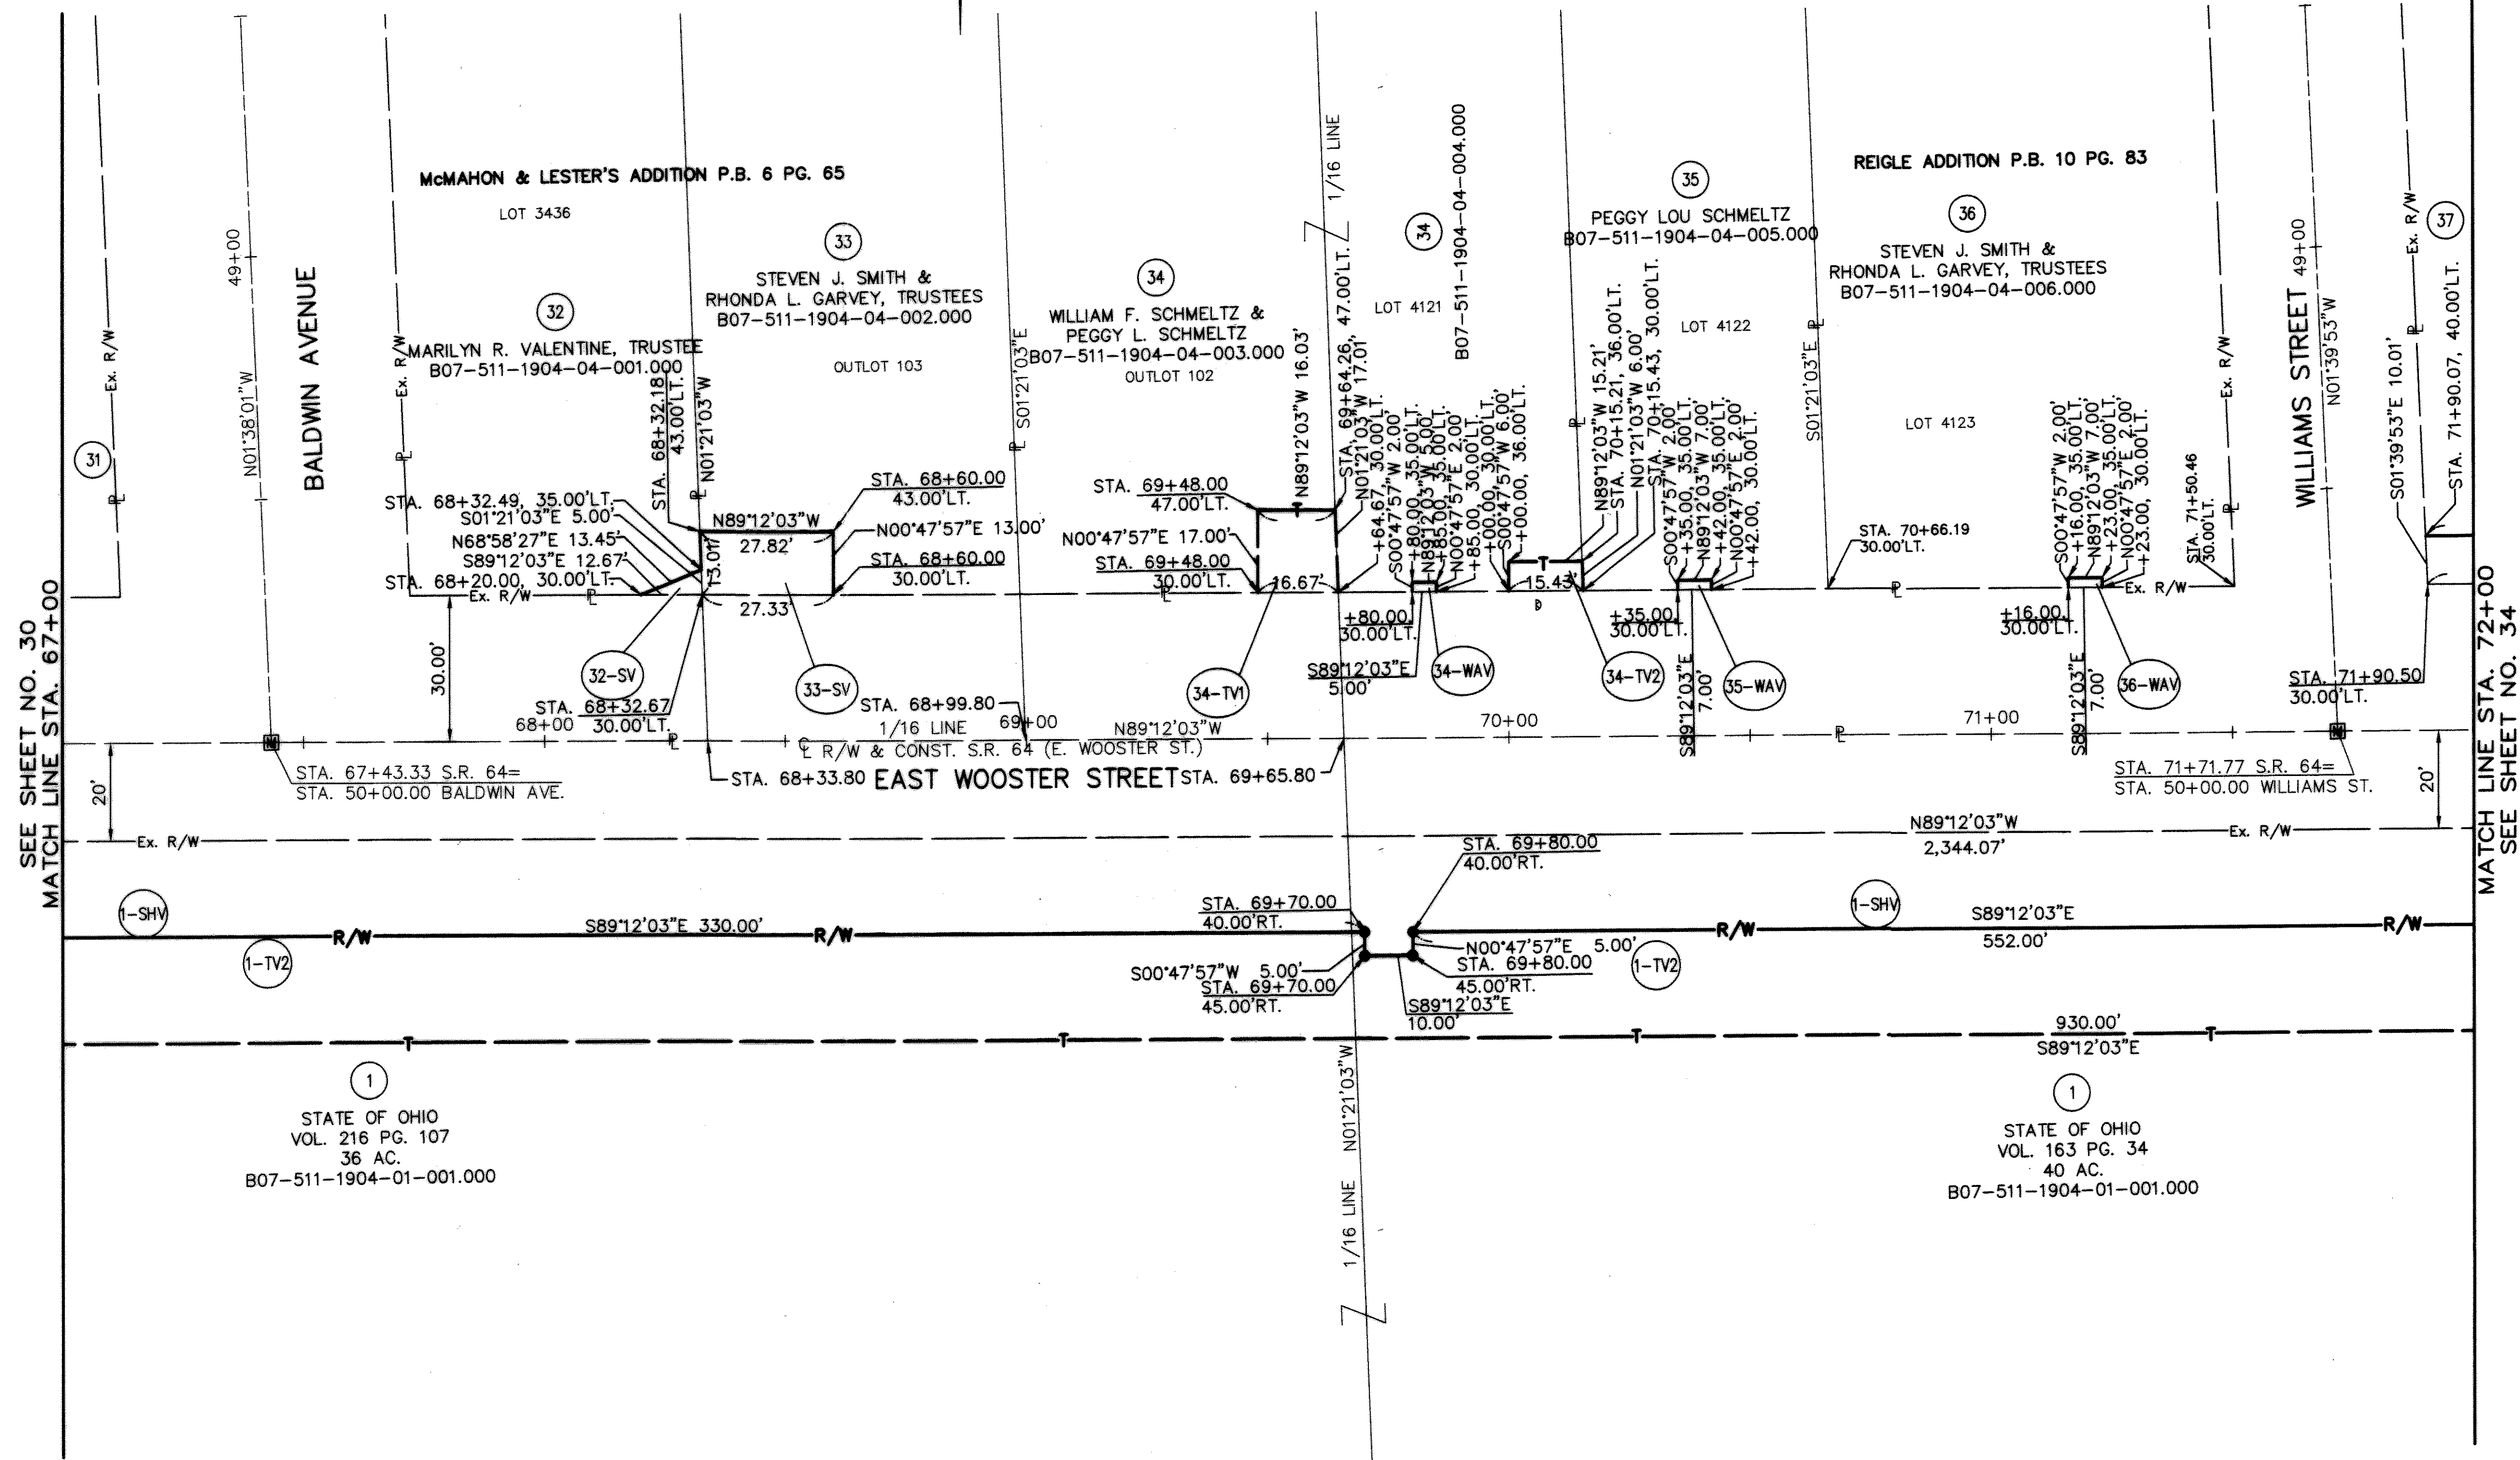 McMAHON & LESTER'S ADDITION P.B. 6 PG. 65
LOT 3436
REIGLE ADDITION P.B. 10 PG. 83
49+00
BALDWIN AVENUE
N01°38'01"W
Ex. R/W
Ex. R/W
31
32
MARILYN R. VALENTINE, TRUSTEE
B07-511-1904-04-001.000
33
STEVEN J. SMITH &
RHONDA L. GARVEY, TRUSTEES
B07-511-1904-04-002.000
OUTLOT 103
S01°21'03"E
34
WILLIAM F. SCHMELTZ &
PEGGY L. SCHMELTZ
B07-511-1904-04-003.000
OUTLOT 102
1/16 LINE
34
B07-511-1904-04-004.000
LOT 4121
35
PEGGY LOU SCHMELTZ
B07-511-1904-04-005.000
LOT 4122
S01°21'03"E
36
STEVEN J. SMITH &
RHONDA L. GARVEY, TRUSTEES
B07-511-1904-04-006.000
LOT 4123
Ex. R/W
49+00
WILLIAMS STREET
N01°39'53"W
Ex. R/W
37
S01°39'53"E 10.01'
STA. 71+90.07, 40.00'LT.
STA. 68+32.18
43.00'LT.
N01°21'03"W
STA. 68+32.49, 35.00'LT.
S01°21'03"E 5.00'
N68°58'27"E 13.45'
S89°12'03"E 12.67'
STA. 68+20.00, 30.00'LT.
Ex. R/W
N89°12'03"W
27.82'
13.01'
27.33'
STA. 68+60.00
43.00'LT.
N00°47'57"E 13.00'
STA. 68+60.00
30.00'LT.
STA. 69+48.00
47.00'LT.
N00°47'57"E 17.00'
STA. 69+48.00
30.00'LT.
16.67'
T
N89°12'03"W 16.03'
STA. 69+64.26, 47.00'LT.
N01°21'03"W 17.01'
+64.67, 30.00'LT.
S00°47'57"W 2.00'
+80.00, 35.00'LT.
N89°12'03"W 5.00'
+85.00, 35.00'LT.
N00°47'57"E 2.00'
+85.00, 30.00'LT.
+00.00, 30.00'LT.
S00°47'57"W 6.00'
+00.00, 36.00'LT.
T
15.43'
N89°12'03"W 15.21'
STA. 70+15.21, 36.00'LT.
N01°21'03"W 6.00'
STA. 70+15.43, 30.00'LT.
S00°47'57"W 2.00'
+35.00, 35.00'LT.
N89°12'03"W 7.00'
+42.00, 35.00'LT.
N00°47'57"E 2.00'
+42.00, 30.00'LT.
STA. 70+66.19
30.00'LT.
S00°47'57"W 2.00'
+16.00, 35.00'LT.
N89°12'03"W 7.00'
+23.00, 35.00'LT.
N00°47'57"E 2.00'
+23.00, 30.00'LT.
STA. 71+50.46
30.00'LT.
Ex. R/W
+80.00,
30.00'LT.
S89°12'03"E
5.00'
+35.00,
30.00'LT.
S89°12'03"E
7.00'
+16.00,
30.00'LT.
S89°12'03"E
7.00'
32-SV
33-SV
34-TV1
34-WAV
34-TV2
35-WAV
36-WAV
STA. 71+90.50
30.00'LT.
30.00'
STA. 68+32.67
30.00'LT.
68+00
STA. 68+99.80
1/16 LINE
69+00
N89°12'03"W
70+00
71+00
R/W & CONST. S.R. 64 (E. WOOSTER ST.)
STA. 67+43.33 S.R. 64=
STA. 50+00.00 BALDWIN AVE.
STA. 68+33.80
EAST WOOSTER STREET
STA. 69+65.80
STA. 71+71.77 S.R. 64=
STA. 50+00.00 WILLIAMS ST.
20'
20'
SEE SHEET NO. 30
MATCH LINE STA. 67+00
MATCH LINE STA. 72+00
SEE SHEET NO. 34
Ex. R/W
N89°12'03"W
2,344.07'
Ex. R/W
1-SHV
1-TV2
R/W
S89°12'03"E 330.00'
R/W
STA. 69+70.00
40.00'RT.
STA. 69+80.00
40.00'RT.
S00°47'57"W 5.00'
STA. 69+70.00
45.00'RT.
N00°47'57"E 5.00'
STA. 69+80.00
45.00'RT.
S89°12'03"E
10.00'
1-TV2
R/W
1-SHV
S89°12'03"E
552.00'
R/W
T
T
T
T
930.00'
S89°12'03"E
1/16 LINE N01°21'03"W
1
STATE OF OHIO
VOL. 216 PG. 107
36 AC.
B07-511-1904-01-001.000
1
STATE OF OHIO
VOL. 163 PG. 34
40 AC.
B07-511-1904-01-001.000